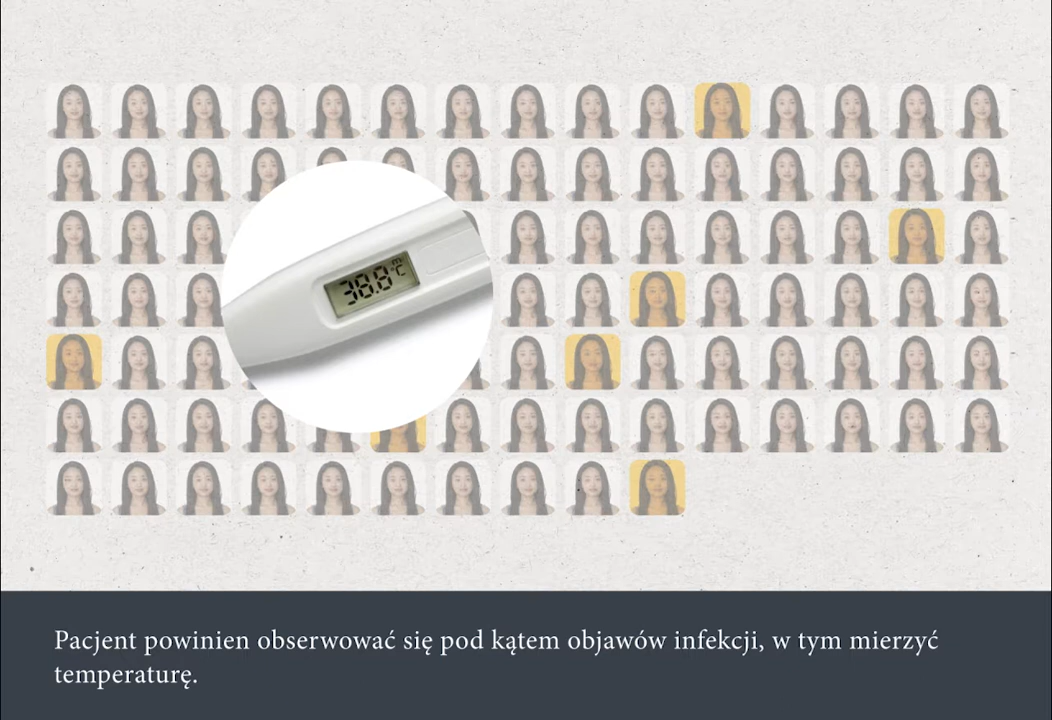 38.8 m °C
Pacjent powinien obserwować się pod kątem objawów infekcji, w tym mierzyć
temperaturę.